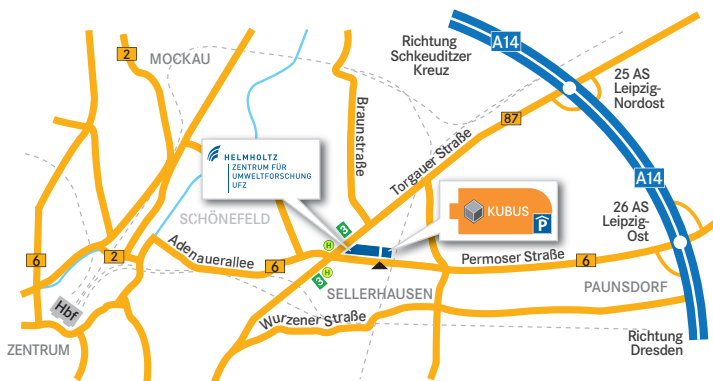 A14
Richtung
Schkeuditzer
Kreuz
2
MOCKAU
25 AS
Leipzig-
Nordost
Braunstraße
87
Torgauer Straße
HELMHOLTZ
ZENTRUM FÜR
UMWELTFORSCHUNG
UFZ
A14
KUBUS
P
26 AS
Leipzig-
Ost
SCHÖNEFELD
3
H
Adenauerallee
6
2
6
Permoser Straße
6
3
H
SELLERHAUSEN
PAUNSDORF
Hbf
Wurzener Straße
ZENTRUM
Richtung
Dresden